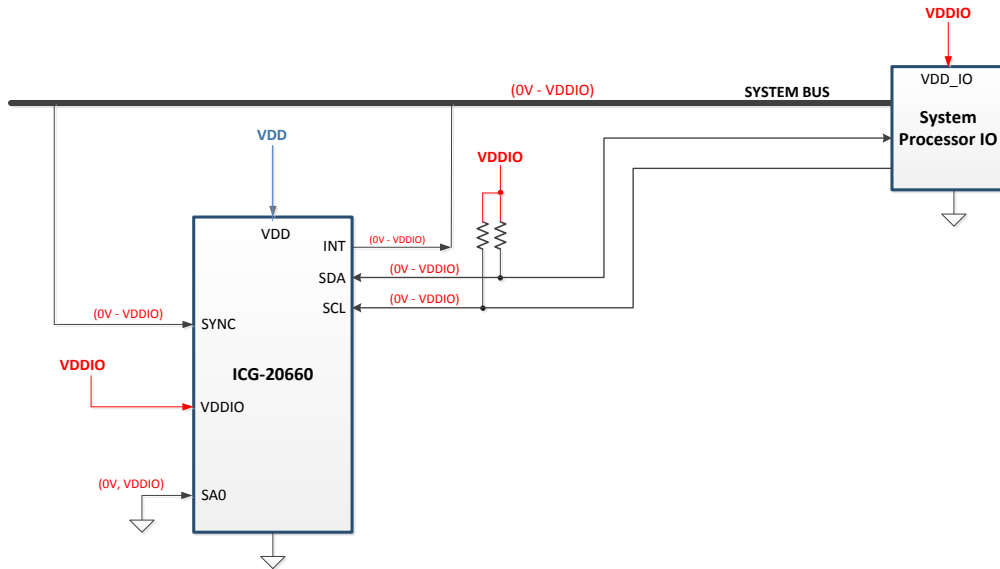 VDDIO
VDD_IO
System
Processor IO
(0V - VDDIO)
SYSTEM BUS
VDD
VDDIO
VDD
INT
(0V - VDDIO)
SDA
(0V - VDDIO)
SCL
(0V - VDDIO)
(0V - VDDIO)
SYNC
ICG-20660
VDDIO
VDDIO
(0V, VDDIO)
SA0